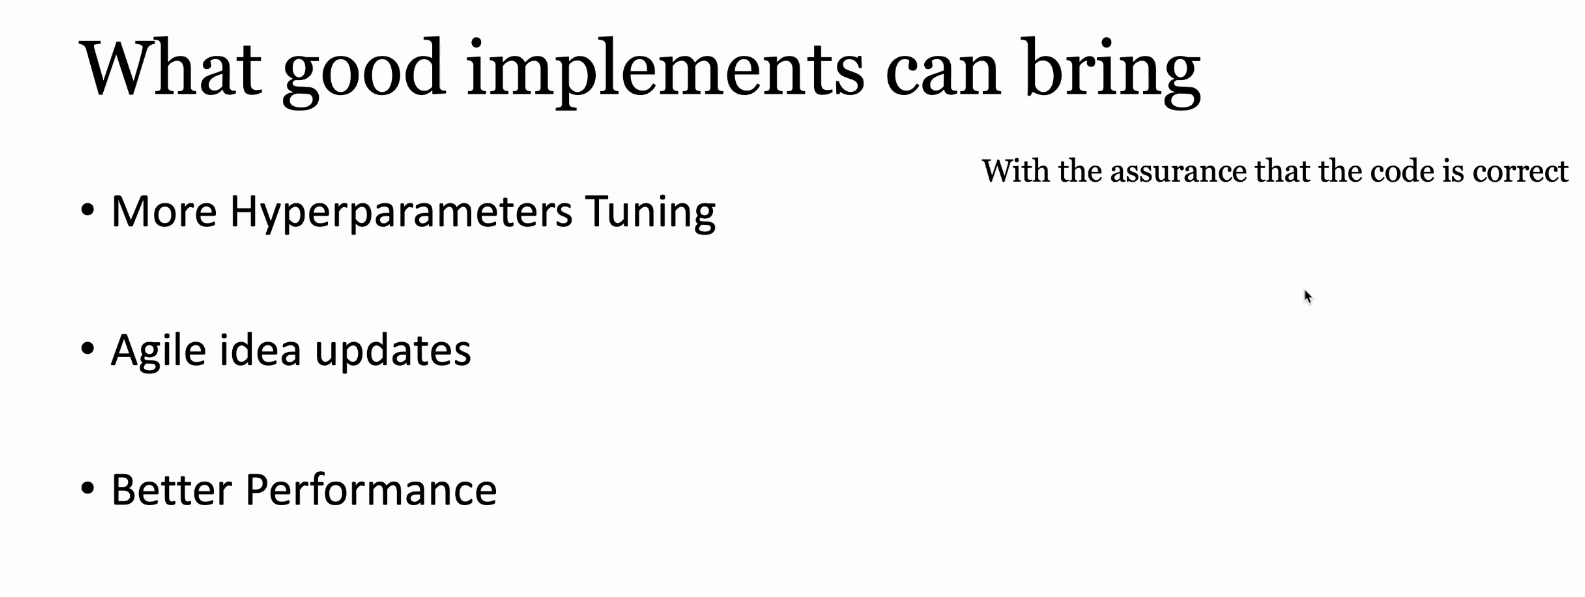 What good implements can bring
With the assurance that the code is correct
• More Hyperparameters Tuning
• Agile idea updates
• Better Performance